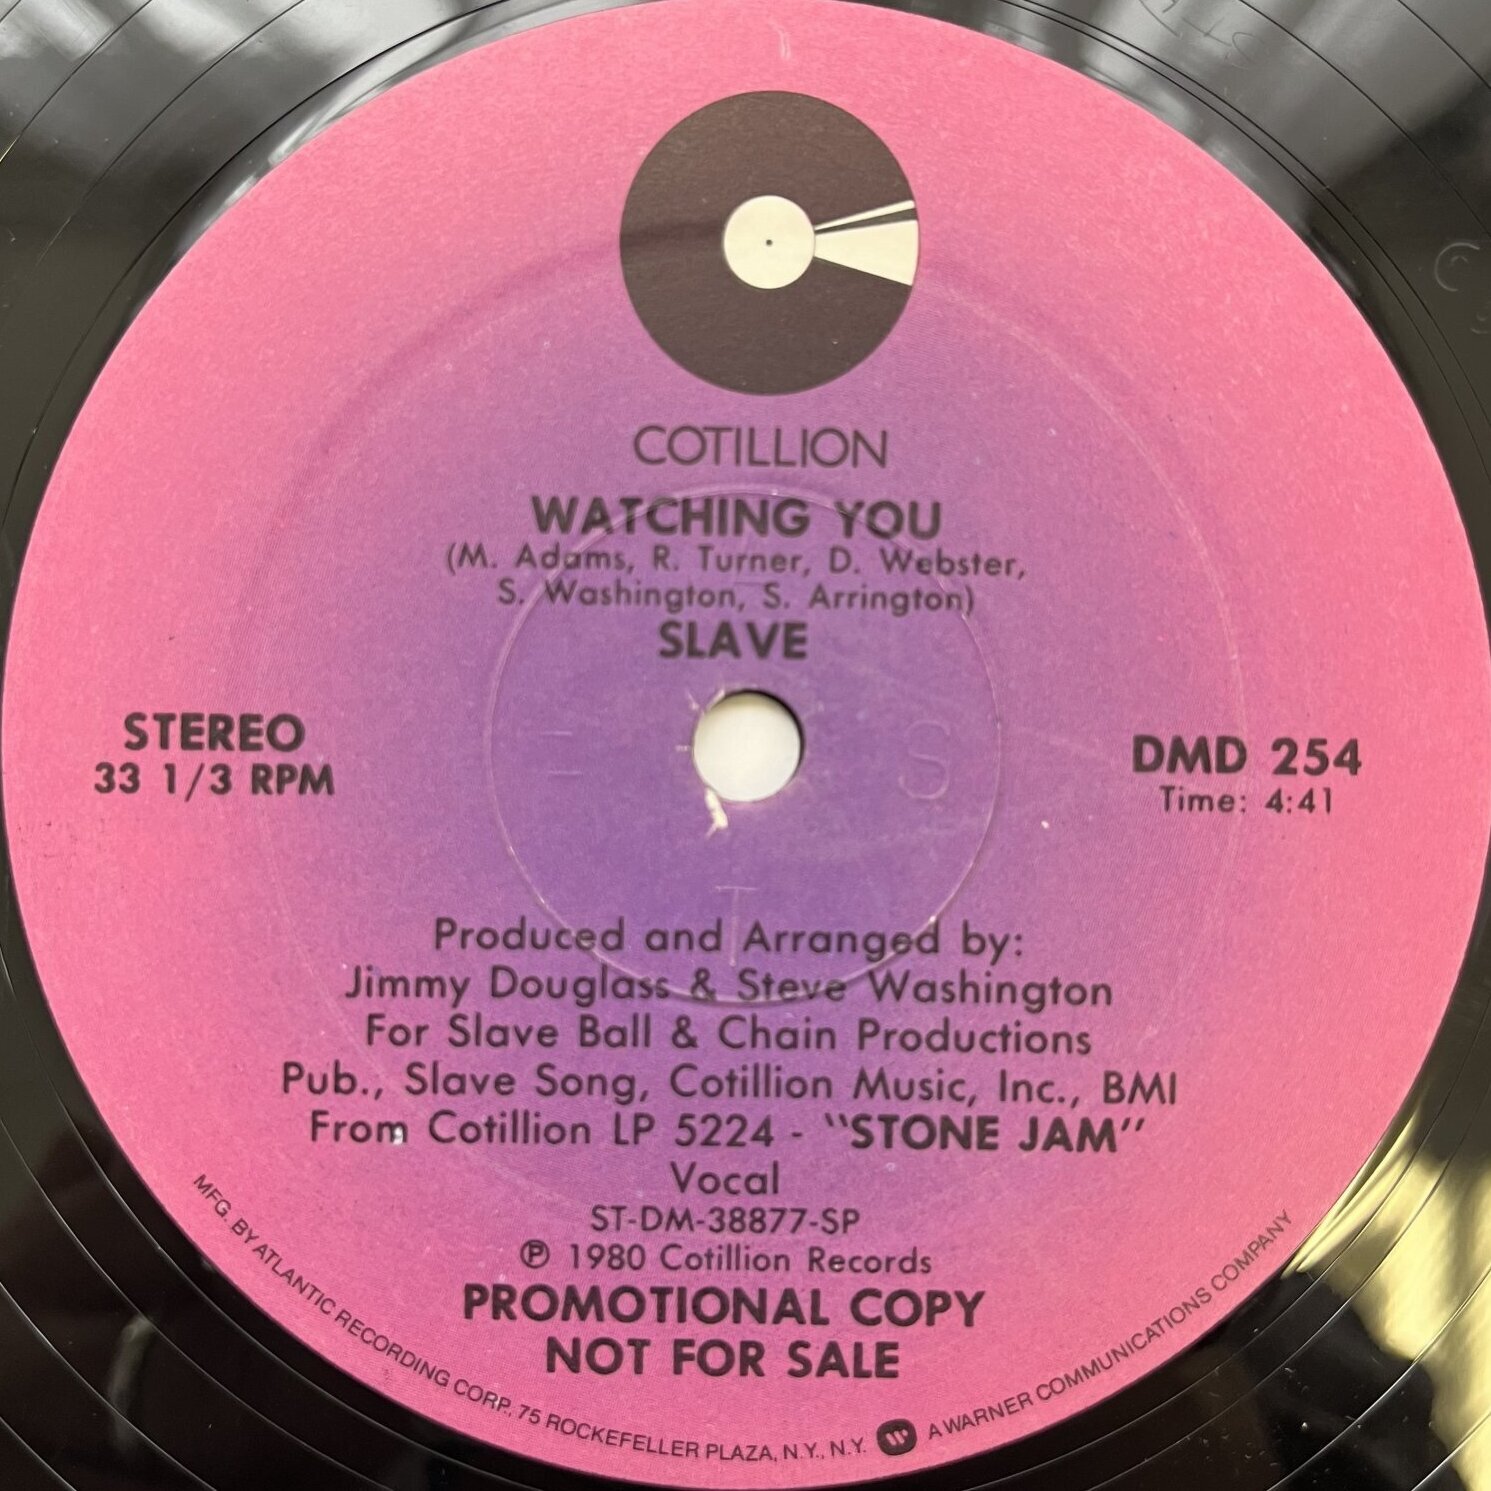 COTILLION
WATCHING YOU
(M. Adams, R. Turner, D. Webster,
S. Washington, S. Arrington)
SLAVE
STEREO
33 1/3 RPM
DMD 254
Time: 4:41
Produced and Arranged by:
Jimmy Douglass & Steve Washington
For Slave Ball & Chain Productions
Pub., Slave Song, Cotillion Music, Inc., BMI
From Cotillion LP 5224 - "STONE JAM"
Vocal
ST-DM-38877-SP
℗ 1980 Cotillion Records
PROMOTIONAL COPY
NOT FOR SALE
MFG. BY ATLANTIC RECORDING CORP., 75 ROCKEFELLER PLAZA, N.Y., N.Y. A WARNER COMMUNICATIONS COMPANY